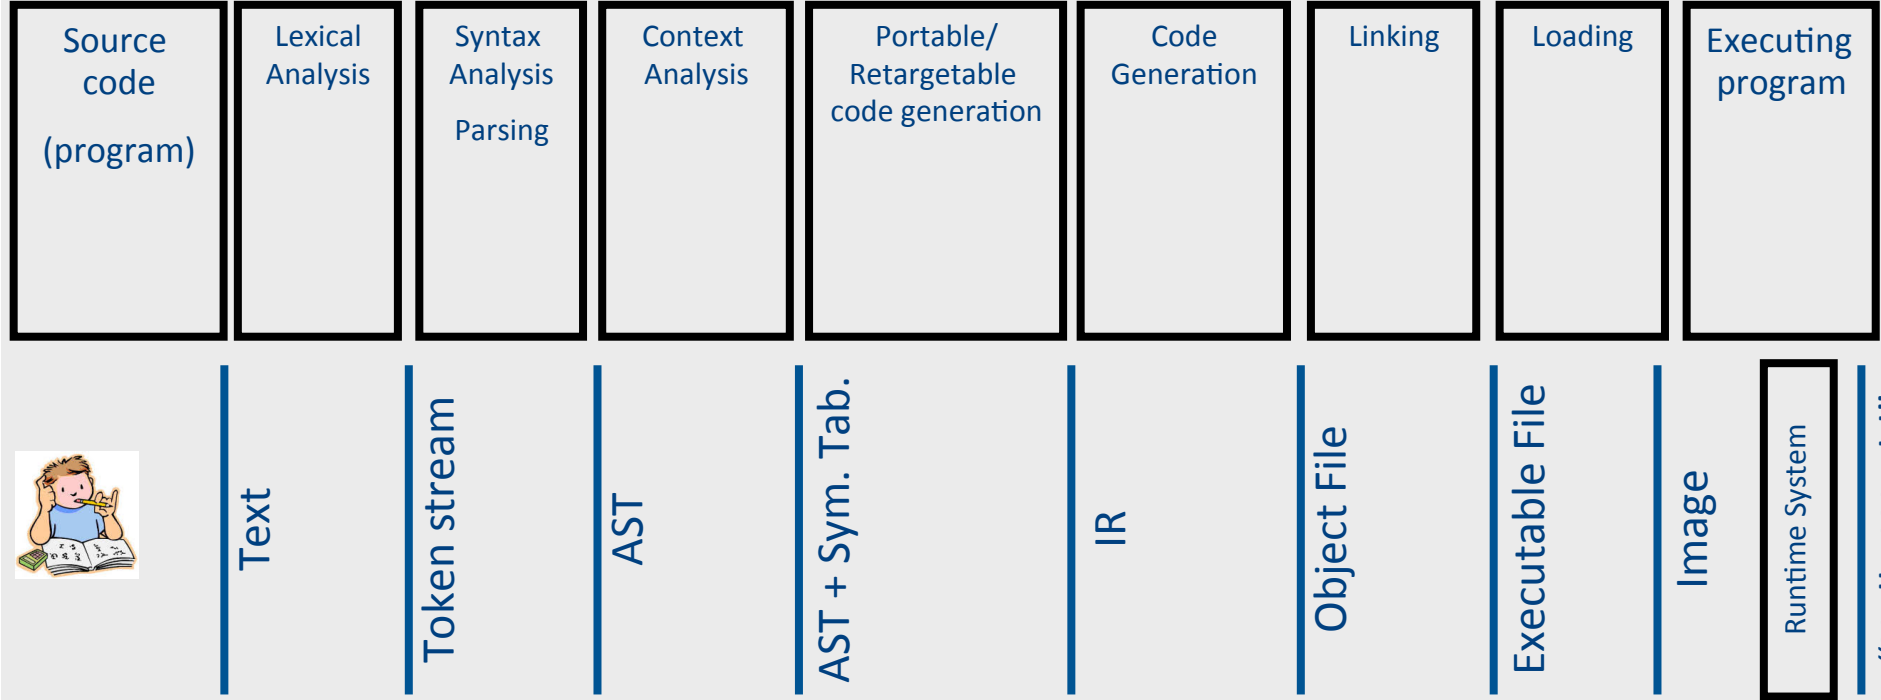 Source
code
(program)
Lexical
Analysis
Syntax
Analysis
Parsing
Context
Analysis
Portable/
Retargetable
code generation
Code
Generation
Linking
Loading
Executing
program
Text
Token stream
AST
AST + Sym. Tab.
IR
Object File
Executable File
Image
Runtime System